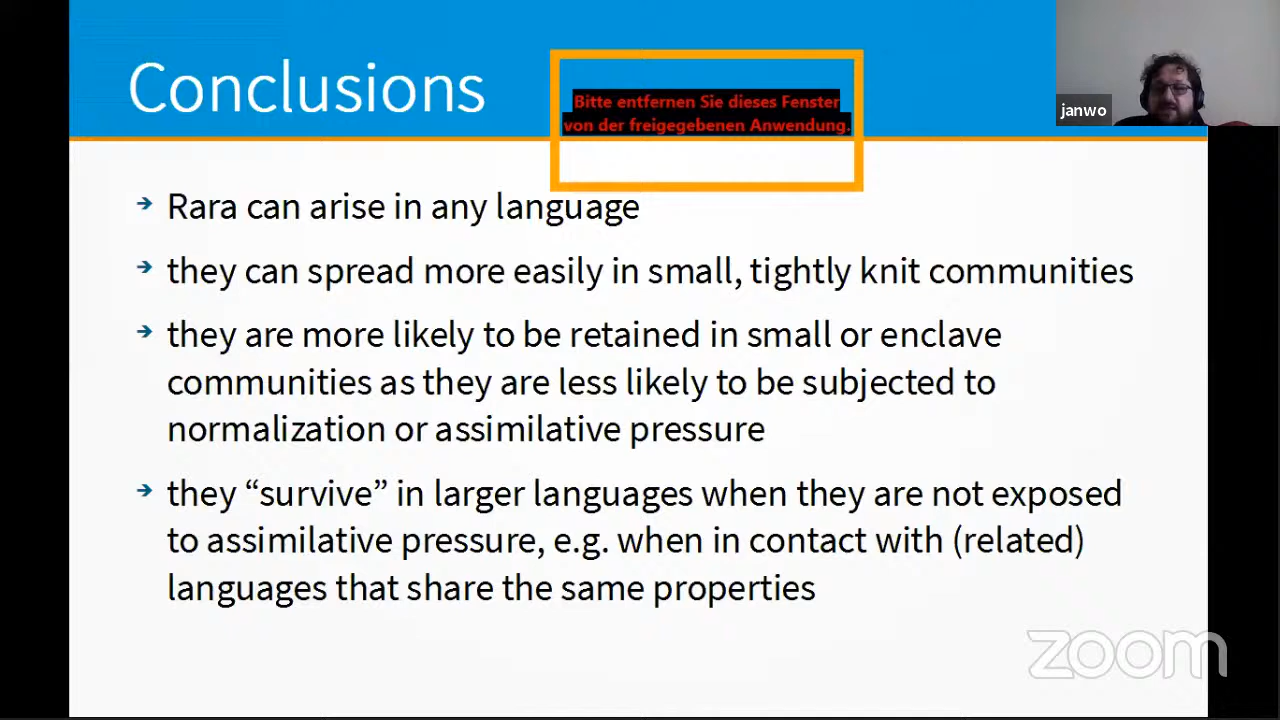 Conclusions
Bitte entfernen Sie dieses Fenster
von der freigegebenen Anwendung.
janwo
Rara can arise in any language
they can spread more easily in small, tightly knit communities
they are more likely to be retained in small or enclave
communities as they are less likely to be subjected to
normalization or assimilative pressure
they “survive” in larger languages when they are not exposed
to assimilative pressure, e.g. when in contact with (related)
languages that share the same properties
zoom